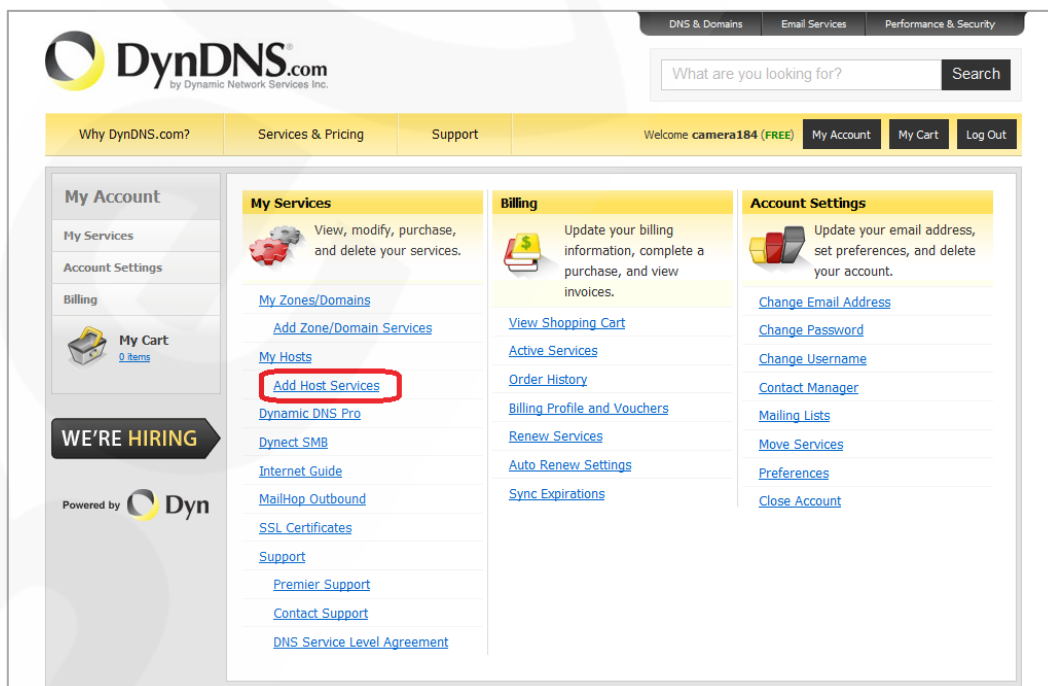 DNS & Domains
Email Services
Performance & Security
DynDNS.com
by Dynamic Network Services Inc.
What are you looking for?
Search
Why DynDNS.com?
Services & Pricing
Support
Welcome camera184 (FREE)
My Account
My Cart
Log Out
My Account
My Services
Account Settings
Billing
My Cart
0 items
WE'RE HIRING
Powered by Dyn
My Services
View, modify, purchase,
and delete your services.
My Zones/Domains
Add Zone/Domain Services
My Hosts
Add Host Services
Dynamic DNS Pro
Dynect SMB
Internet Guide
MailHop Outbound
SSL Certificates
Support
Premier Support
Contact Support
DNS Service Level Agreement
Billing
Update your billing
information, complete a
purchase, and view
invoices.
View Shopping Cart
Active Services
Order History
Billing Profile and Vouchers
Renew Services
Auto Renew Settings
Sync Expirations
Account Settings
Update your email address,
set preferences, and delete
your account.
Change Email Address
Change Password
Change Username
Contact Manager
Mailing Lists
Move Services
Preferences
Close Account